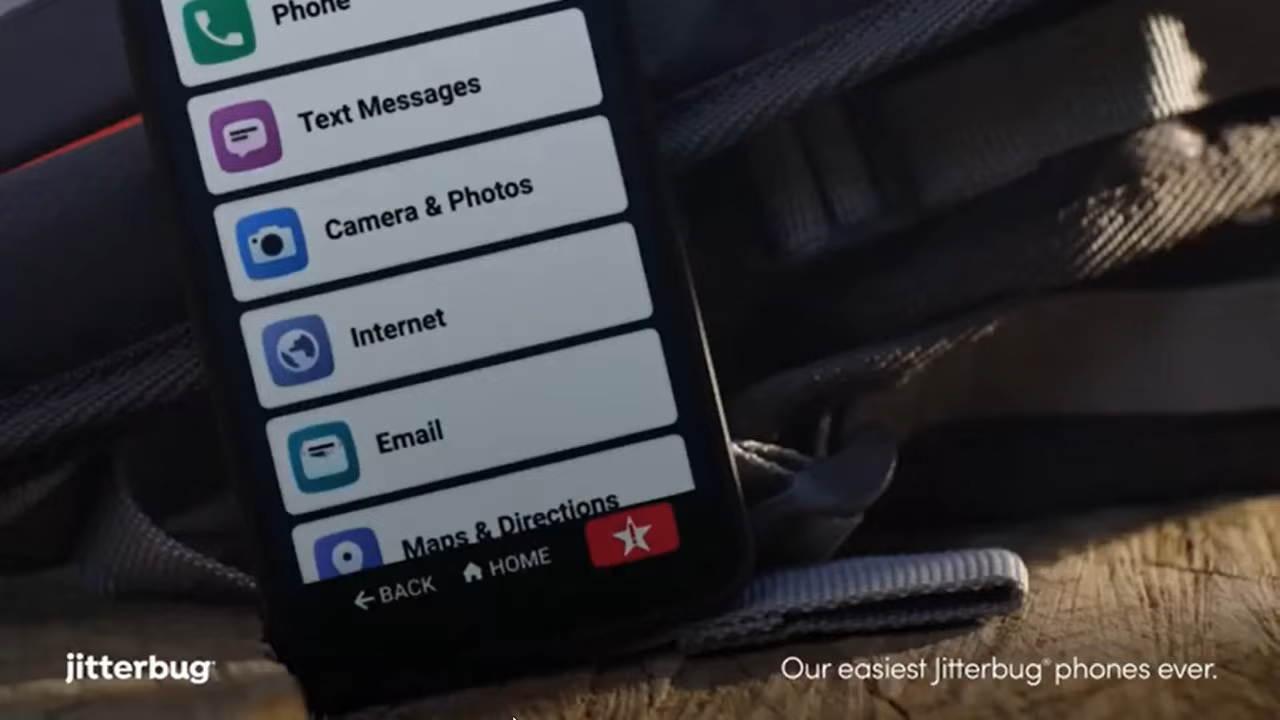 Phone
Text Messages
Camera & Photos
Internet
Email
Maps & Directions
BACK HOME
jitterbug
Our easiest Jitterbug® phones ever.